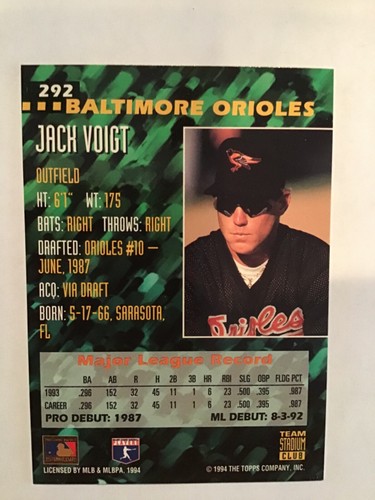 292
BALTIMORE ORIOLES
JACK VOIGT
OUTFIELD
HT: 6'1" WT: 175
BATS: RIGHT THROWS: RIGHT
DRAFTED: ORIOLES #10 –
JUNE, 1987
ACQ: VIA DRAFT
BORN: 5-17-66, SARASOTA,
FL
Orioles
Major League Record
BA AB R H 2B 3B HR RBI SLG OBP FLDG PCT
1993 .296 152 32 45 11 1 6 23 .500 .395 .987
CAREER .296 152 32 45 11 1 6 23 .500 .395 .987
PRO DEBUT: 1987 ML DEBUT: 8-3-92
PLAYERS
TEAM
STADIUM
CLUB
LICENSED BY MLB & MLBPA, 1994
© 1994 THE TOPPS COMPANY, INC.